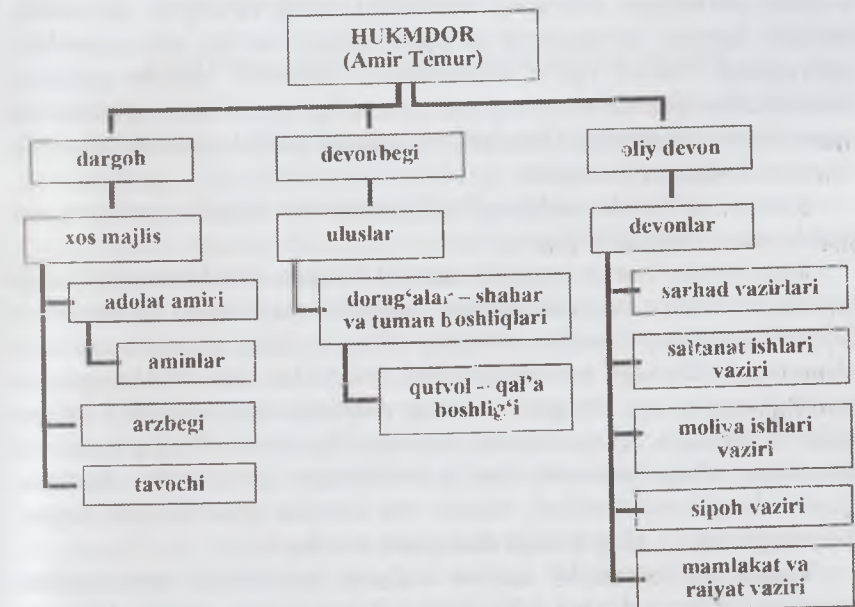 HUKMDOR
(Amir Temur)
dargoh
devonbegi
oliy devon
xos majlis
uluslar
devonlar
adolat amiri
aminlar
arzbegi
tavochi
dorug‘alar – shahar
va tuman boshliqlari
qutvol – qal’a
boshlig‘i
sarhad vazirlari
saltanat ishlari
vaziri
moliya ishlari
vaziri
sipoh vaziri
mamlakat va
raiyat vaziri